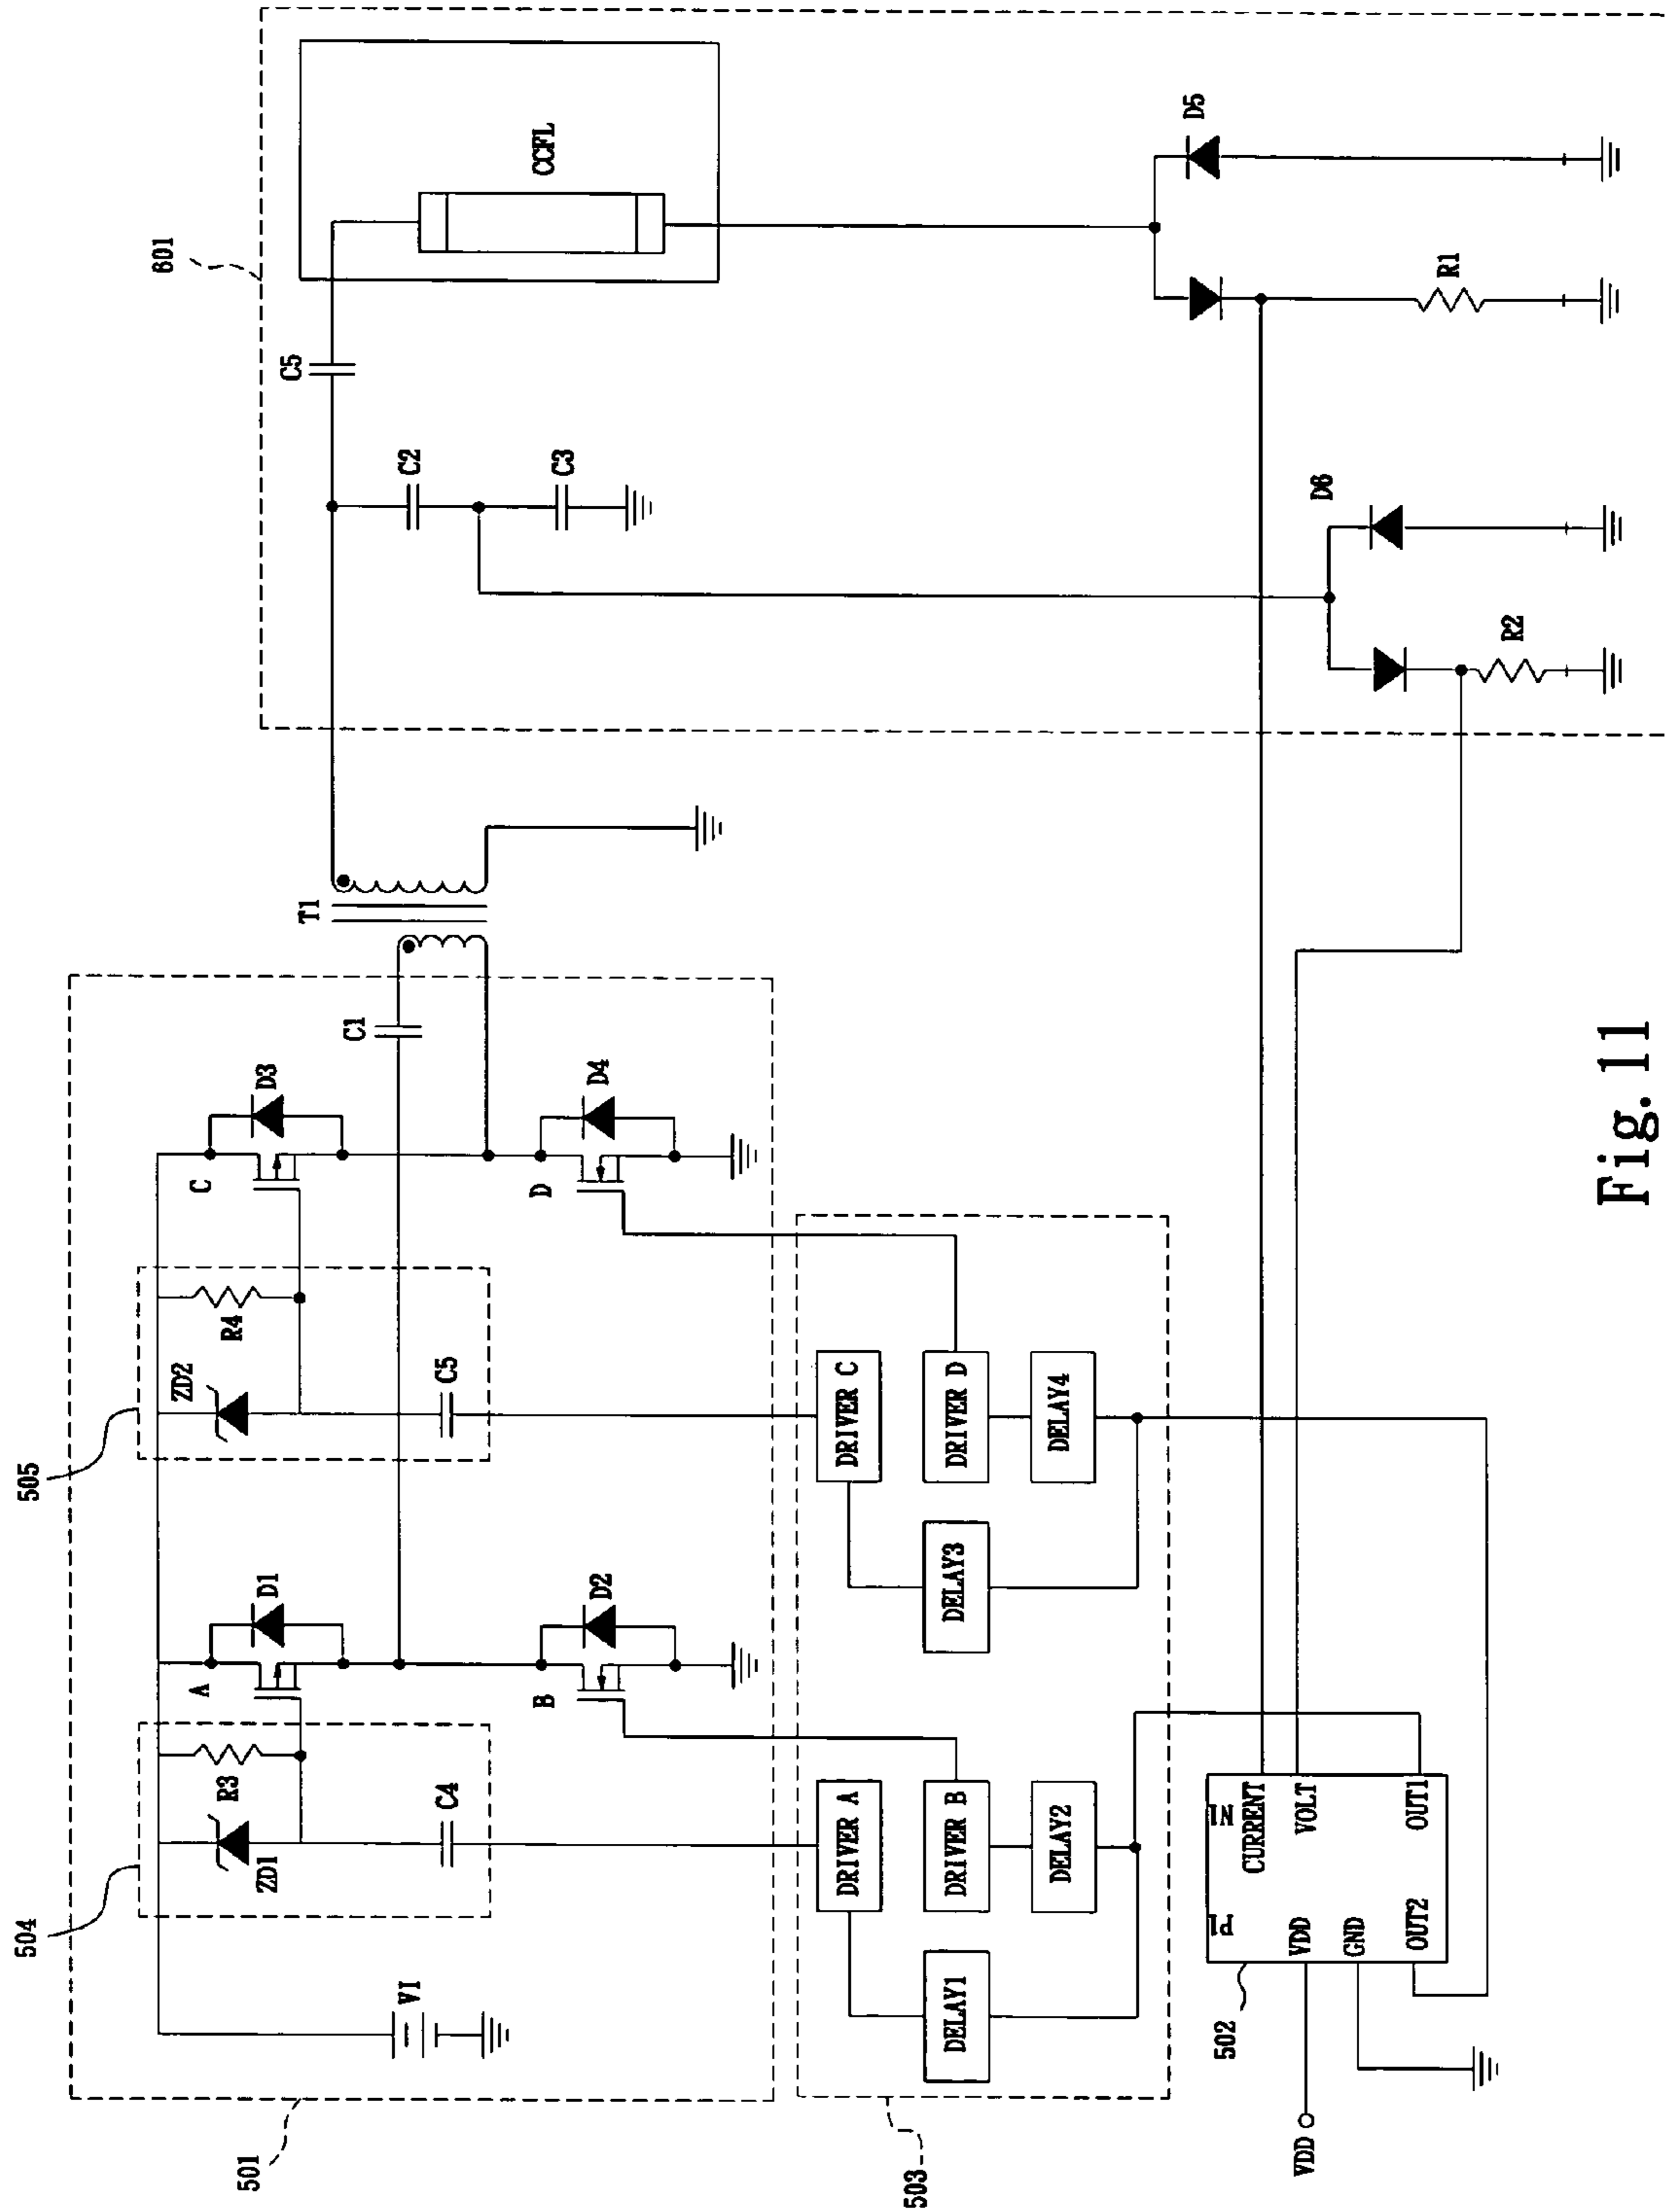 601
CCFL
C5
C2
C3
D5
R1
D6
R2
T1
C1
D3
C
D4
D
505
ZD2
R4
C5
D1
A
D2
B
504
ZD1
R3
C4
VI
501
DRIVER C
DRIVER D
DELAY4
DELAY3
DRIVER A
DRIVER B
DELAY2
DELAY1
503
P1
N1
CURRENT
VDD
VOLT
GND
OUT2
OUT1
502
VDD
Fig. 11